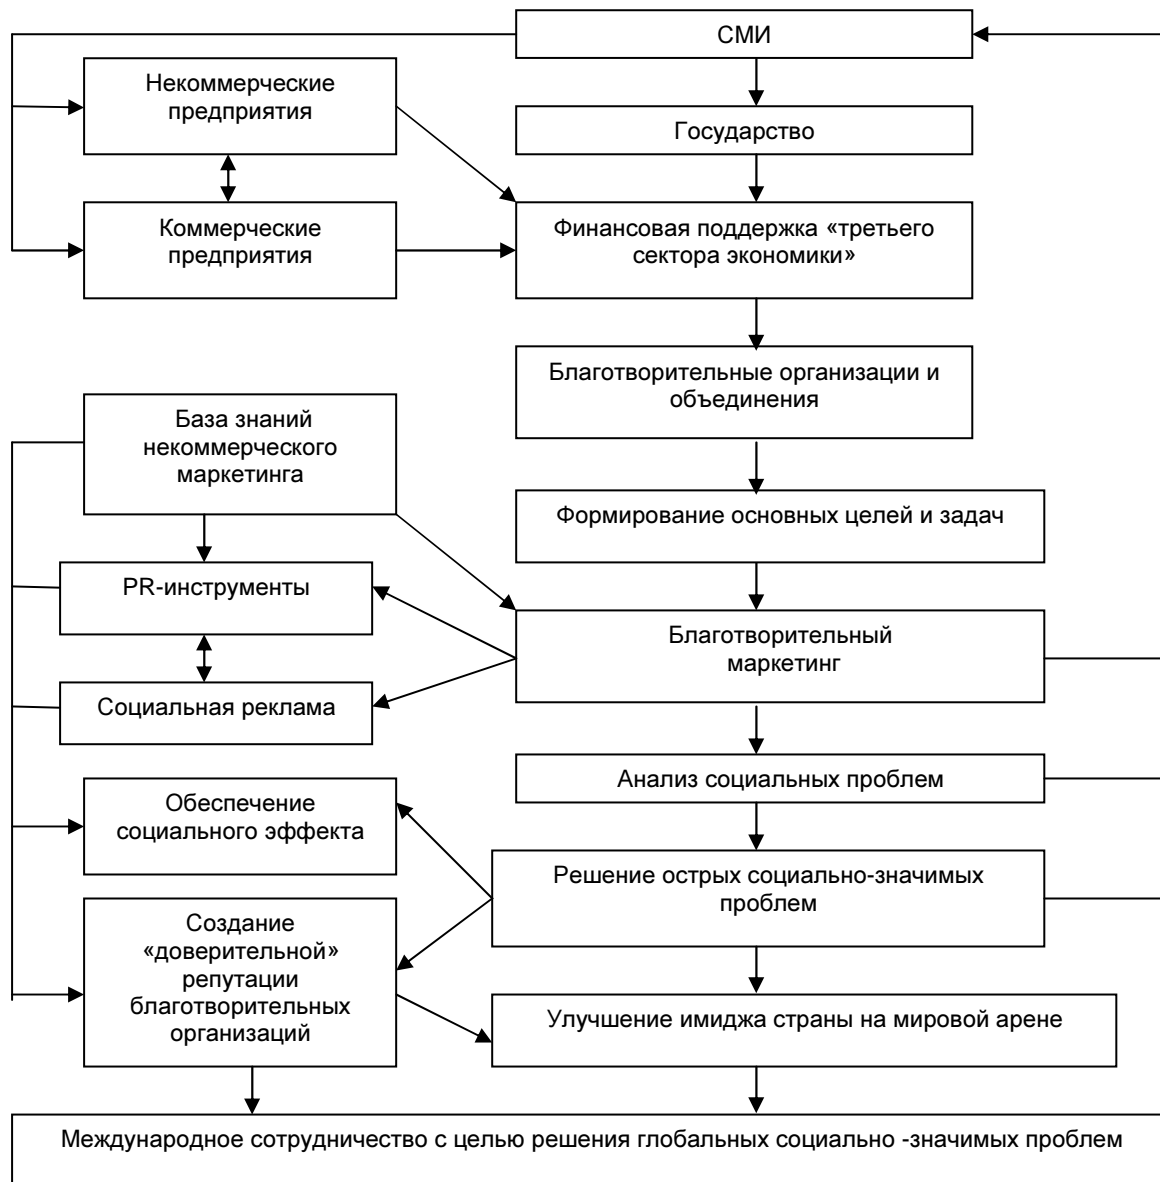 СМИ
Некоммерческие
предприятия
Государство
Коммерческие
предприятия
Финансовая поддержка «третьего
сектора экономики»
Благотворительные организации и
объединения
База знаний
некоммерческого
маркетинга
Формирование основных целей и задач
PR-инструменты
Благотворительный
маркетинг
Социальная реклама
Анализ социальных проблем
Обеспечение
социального эффекта
Решение острых социально-значимых
проблем
Создание
«доверительной»
репутации
благотворительных
организаций
Улучшение имиджа страны на мировой арене
Международное сотрудничество с целью решения глобальных социально -значимых проблем